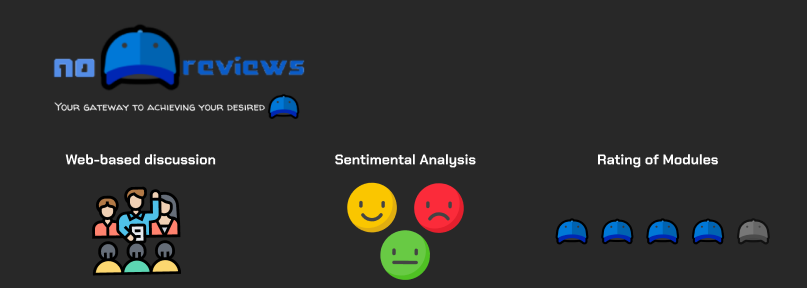 no reviews
Your gateway to achieving your desired
Web-based discussion
Sentimental Analysis
Rating of Modules